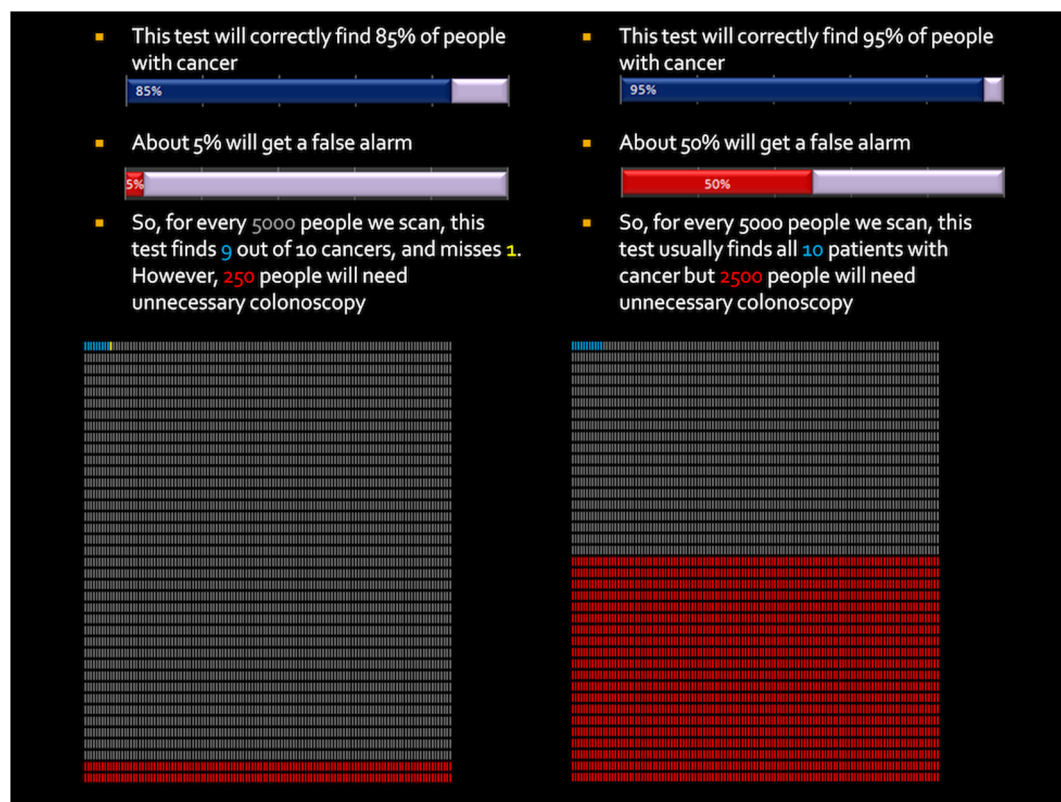 This test will correctly find 85% of people
with cancer
85%
About 5% will get a false alarm
5%
So, for every 5000 people we scan, this
test finds 9 out of 10 cancers, and misses 1.
However, 250 people will need
unnecessary colonoscopy
This test will correctly find 95% of people
with cancer
95%
About 50% will get a false alarm
50%
So, for every 5000 people we scan, this
test usually finds all 10 patients with
cancer but 2500 people will need
unnecessary colonoscopy